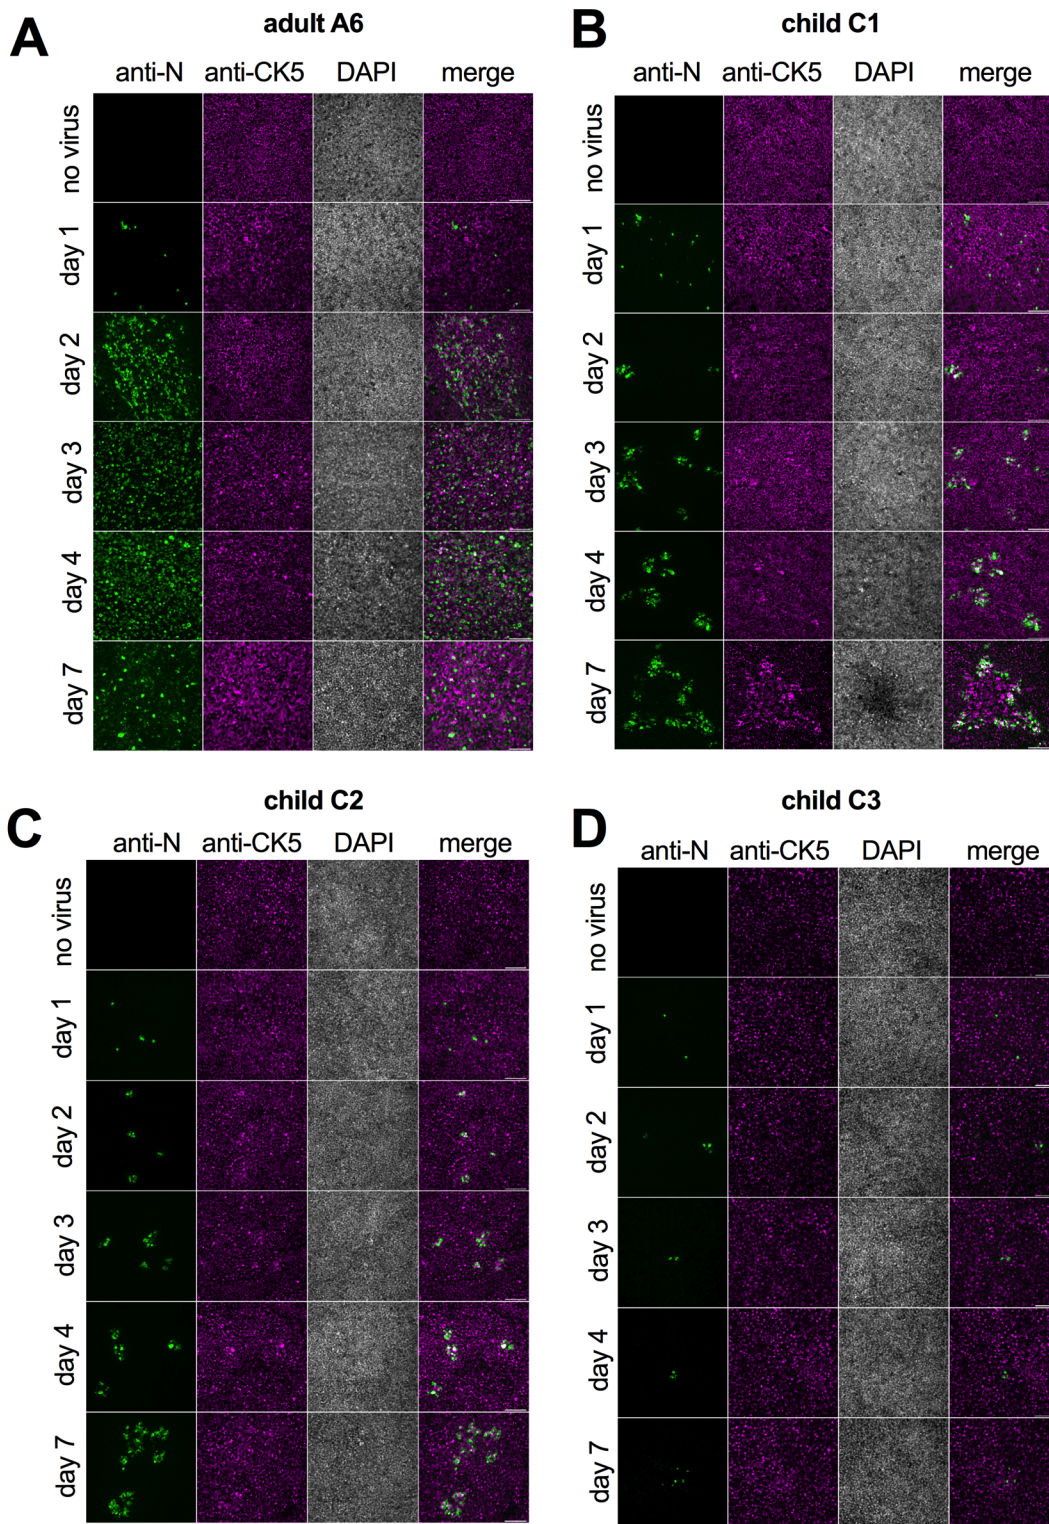 A
adult A6
anti-N anti-CK5 DAPI merge
no virus
day 1
day 2
day 3
day 4
day 7
B
child C1
anti-N anti-CK5 DAPI merge
no virus
day 1
day 2
day 3
day 4
day 7
C
child C2
anti-N anti-CK5 DAPI merge
no virus
day 1
day 2
day 3
day 4
day 7
D
child C3
anti-N anti-CK5 DAPI merge
no virus
day 1
day 2
day 3
day 4
day 7